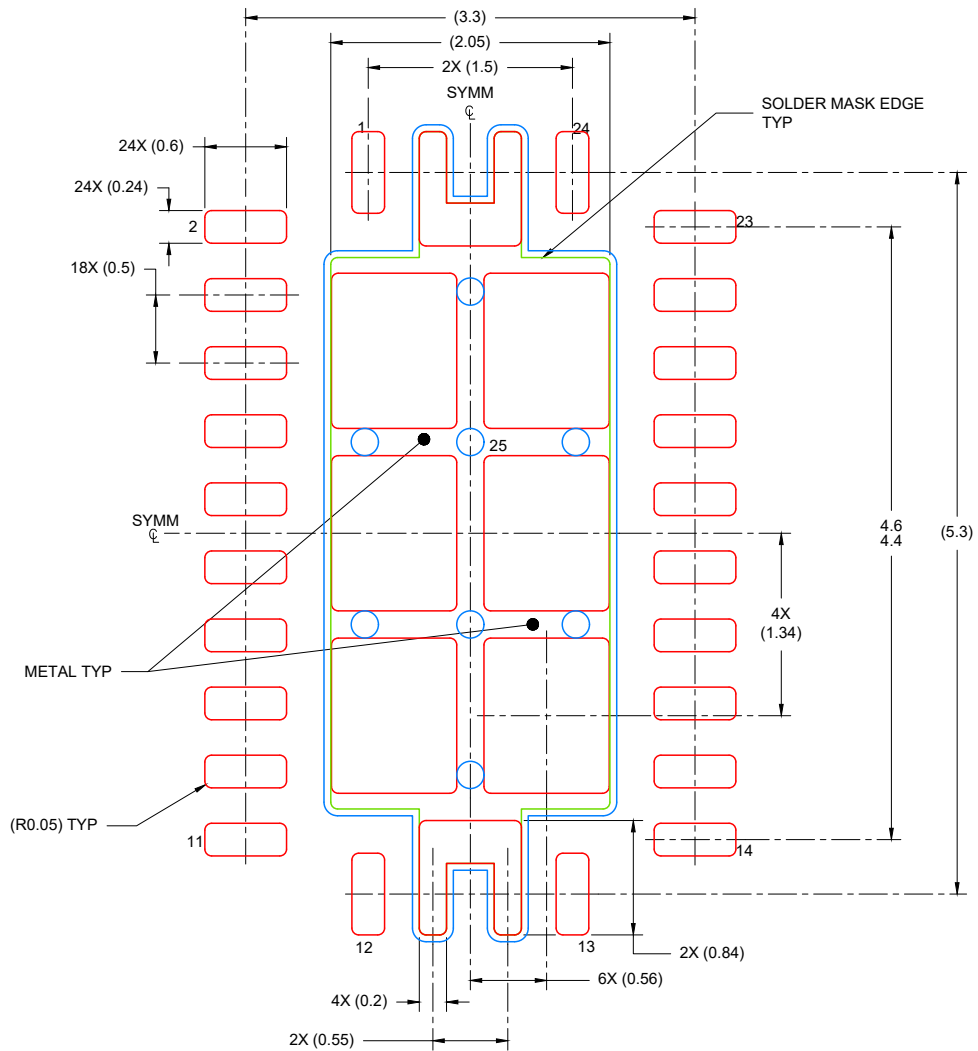 (3.3)
(2.05)
2X (1.5)
SYMM
℄
SOLDER MASK EDGE
TYP
1
24
24X (0.6)
24X (0.24)
2
23
18X (0.5)
25
SYMM
℄
4.6
4.4
(5.3)
4X
(1.34)
METAL TYP
(R0.05) TYP
11
14
12
13
2X (0.84)
6X (0.56)
4X (0.2)
2X (0.55)